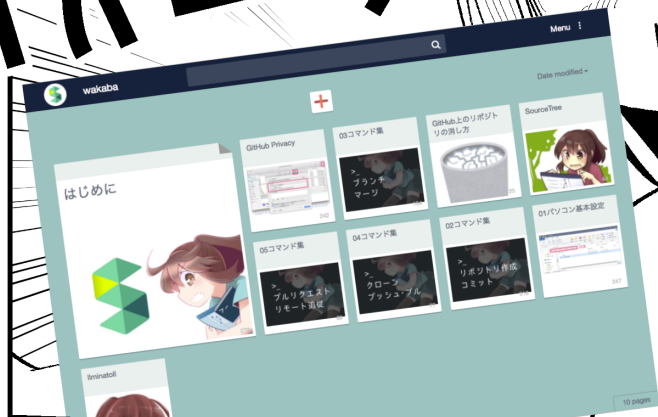 wakaba
Menu
Date modified
はじめに
GitHub Privacy
242
03コマンド集
>_
ブランチ
マージ
GitHub上のリポジト
リの消し方
SourceTree
05コマンド集
>_
プルリクエスト
リモート追従
04コマンド集
>_
クローン
プッシュ・プル
02コマンド集
>_
リポジトリ作成
コミット
01パソコン基本設定
347
llminatoll
10 pages